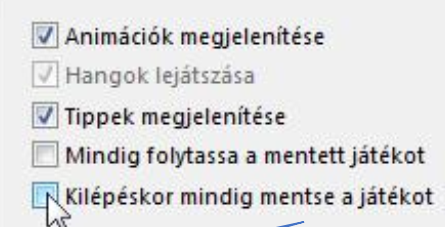 Animációk megjelenítése
Hangok lejátszása
Tippek megjelenítése
Mindig folytassa a mentett játékot
Kilépéskor mindig mentse a játékot